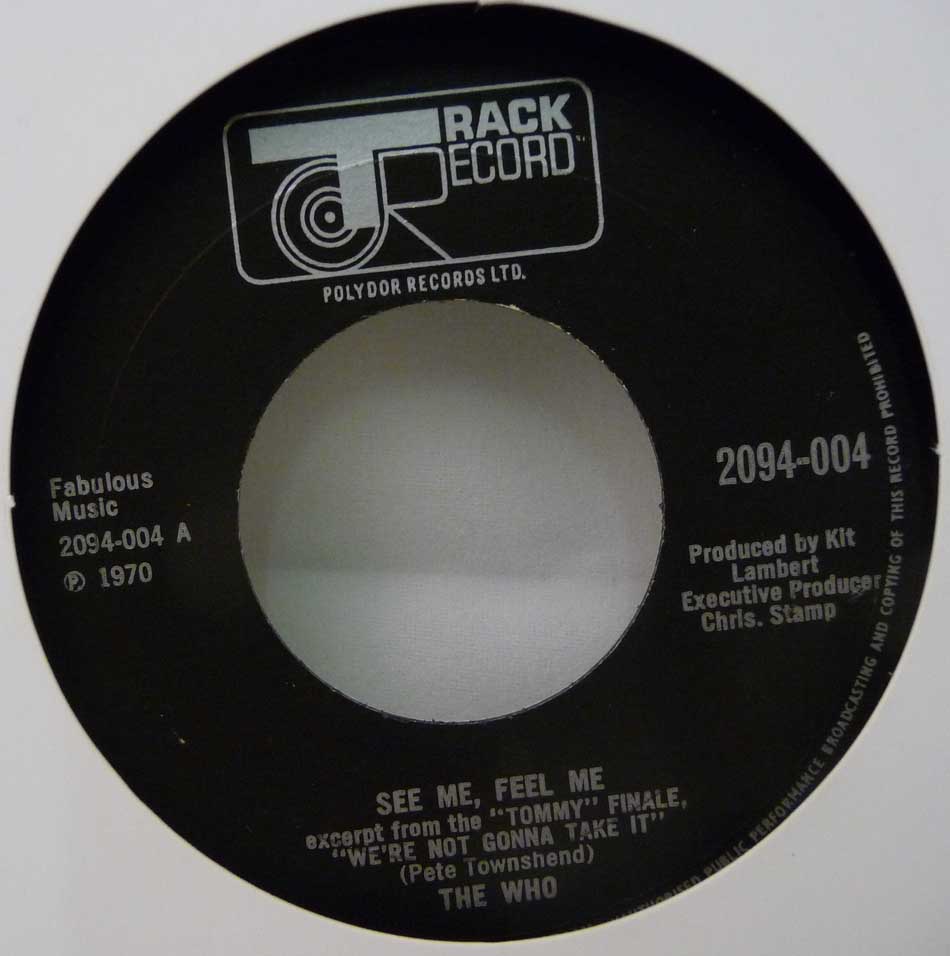 TRACK
RECORD
POLYDOR RECORDS LTD.
Fabulous
Music
2094-004 A
℗ 1970
2094-004
Produced by Kit
Lambert
Executive Producer
Chris. Stamp
SEE ME, FEEL ME
excerpt from the "TOMMY" FINALE,
"WE'RE NOT GONNA TAKE IT"
(Pete Townshend)
THE WHO
PUBLIC PERFORMANCE BROADCASTING AND COPYING OF THIS RECORD PROHIBITED